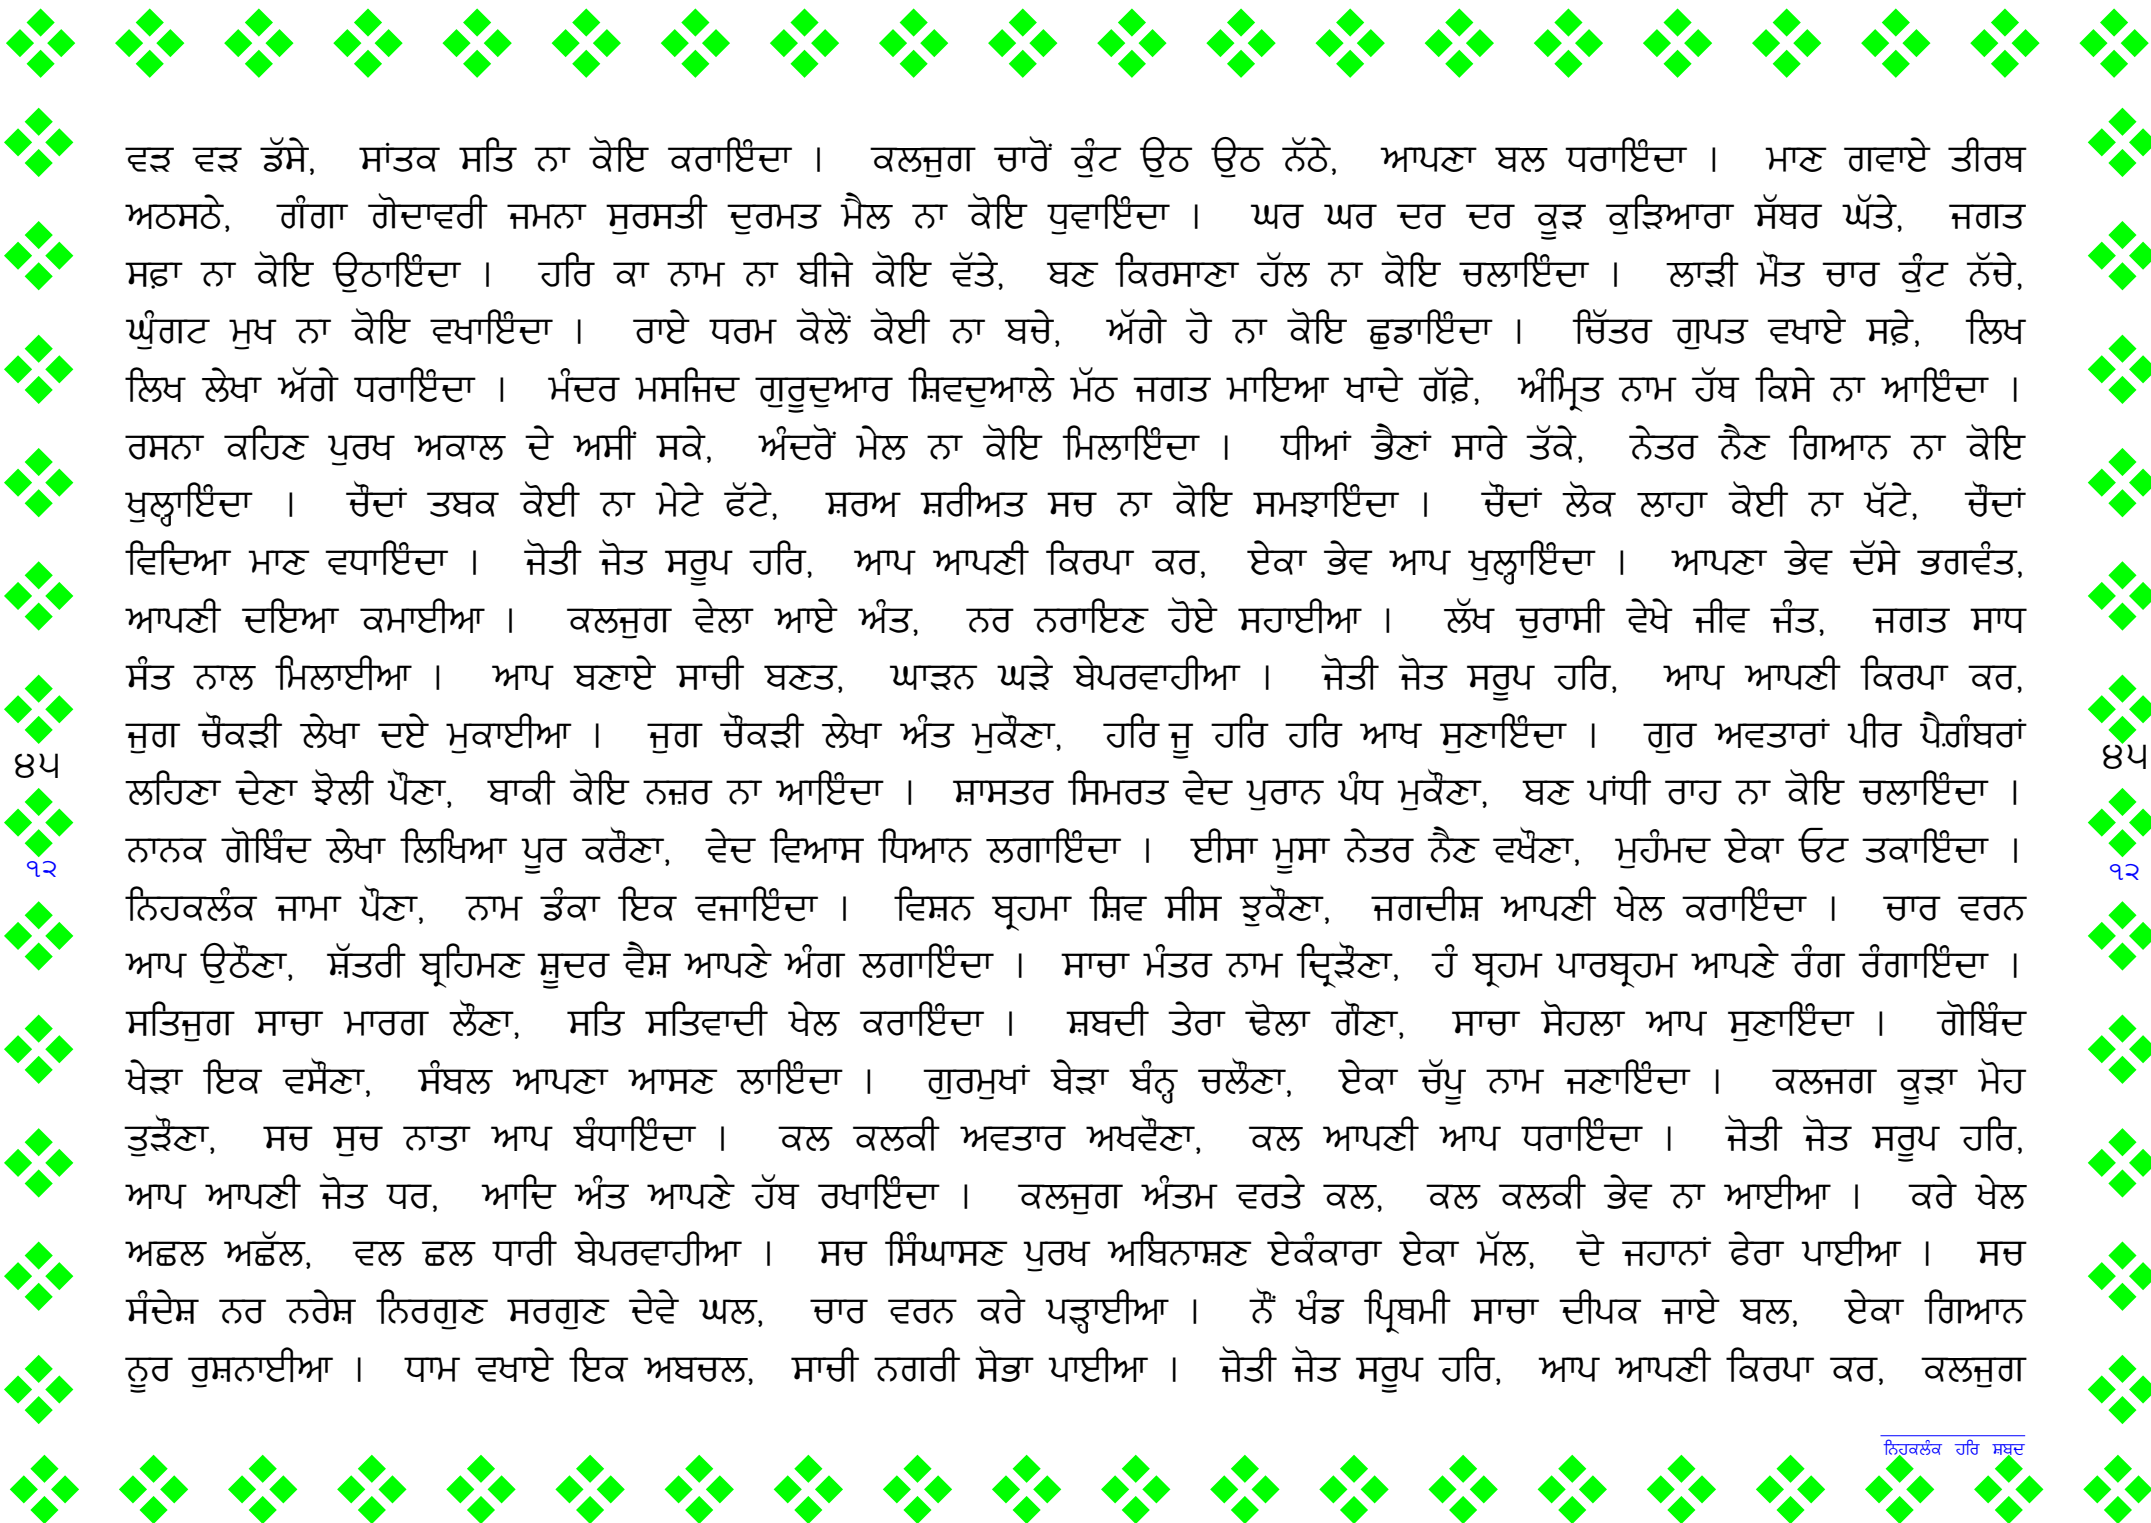 ਵੜ ਵੜ ਡੱਸੇ, ਸਾਂਤਕ ਸਤਿ ਨਾ ਕੋਇ ਕਰਾਇੰਦਾ । ਕਲਜੁਗ ਚਾਰੋਂ ਕੁੰਟ ਉਠ ਉਠ ਨੱਠੇ, ਆਪਣਾ ਬਲ ਧਰਾਇੰਦਾ । ਮਾਣ ਗਵਾਏ ਤੀਰਥ
ਅਠਸਠੇ, ਗੰਗਾ ਗੋਦਾਵਰੀ ਜਮਨਾ ਸੁਰਸਤੀ ਦੁਰਮਤ ਮੈਲ ਨਾ ਕੋਇ ਧੁਵਾਇੰਦਾ । ਘਰ ਘਰ ਦਰ ਦਰ ਕੂੜ ਕੁੜਿਆਰਾ ਸੱਥਰ ਘੱਤੇ, ਜਗਤ
ਸਫ਼ਾ ਨਾ ਕੋਇ ਉਠਾਇੰਦਾ । ਹਰਿ ਕਾ ਨਾਮ ਨਾ ਬੀਜੇ ਕੋਇ ਵੱਤੇ, ਬਣ ਕਿਰਸਾਣਾ ਹੱਲ ਨਾ ਕੋਇ ਚਲਾਇੰਦਾ । ਲਾੜੀ ਮੌਤ ਚਾਰ ਕੁੰਟ ਨੱਚੇ,
ਘੁੰਗਟ ਮੁਖ ਨਾ ਕੋਇ ਵਖਾਇੰਦਾ । ਰਾਏ ਧਰਮ ਕੋਲੋਂ ਕੋਈ ਨਾ ਬਚੇ, ਅੱਗੇ ਹੋ ਨਾ ਕੋਇ ਛੁਡਾਇੰਦਾ । ਚਿੱਤਰ ਗੁਪਤ ਵਖਾਏ ਸਫ਼ੇ, ਲਿਖ
ਲਿਖ ਲੇਖਾ ਅੱਗੇ ਧਰਾਇੰਦਾ । ਮੰਦਰ ਮਸਜਿਦ ਗੁਰੂਦੁਆਰ ਸ਼ਿਵਦੁਆਲੇ ਮੱਠ ਜਗਤ ਮਾਇਆ ਖਾਦੇ ਗੱਫ਼ੇ, ਅੰਮ੍ਰਿਤ ਨਾਮ ਹੱਥ ਕਿਸੇ ਨਾ ਆਇੰਦਾ ।
ਰਸਨਾ ਕਹਿਣ ਪੁਰਖ ਅਕਾਲ ਦੇ ਅਸੀਂ ਸਕੇ, ਅੰਦਰੋਂ ਮੇਲ ਨਾ ਕੋਇ ਮਿਲਾਇੰਦਾ । ਧੀਆਂ ਭੈਣਾਂ ਸਾਰੇ ਤੱਕੇ, ਨੇਤਰ ਨੈਣ ਗਿਆਨ ਨਾ ਕੋਇ
ਖੁਲ੍ਹਾਇੰਦਾ । ਚੌਦਾਂ ਤਬਕ ਕੋਈ ਨਾ ਮੇਟੇ ਫੱਟੇ, ਸ਼ਰਅ ਸ਼ਰੀਅਤ ਸਚ ਨਾ ਕੋਇ ਸਮਝਾਇੰਦਾ । ਚੌਦਾਂ ਲੋਕ ਲਾਹਾ ਕੋਈ ਨਾ ਖੱਟੇ, ਚੌਦਾਂ
ਵਿਦਿਆ ਮਾਣ ਵਧਾਇੰਦਾ । ਜੋਤੀ ਜੋਤ ਸਰੂਪ ਹਰਿ, ਆਪ ਆਪਣੀ ਕਿਰਪਾ ਕਰ, ਏਕਾ ਭੇਵ ਆਪ ਖੁਲ੍ਹਾਇੰਦਾ । ਆਪਣਾ ਭੇਵ ਦੱਸੇ ਭਗਵੰਤ,
ਆਪਣੀ ਦਇਆ ਕਮਾਈਆ । ਕਲਜੁਗ ਵੇਲਾ ਆਏ ਅੰਤ, ਨਰ ਨਰਾਇਣ ਹੋਏ ਸਹਾਈਆ । ਲੱਖ ਚੁਰਾਸੀ ਵੇਖੇ ਜੀਵ ਜੰਤ, ਜਗਤ ਸਾਧ
ਸੰਤ ਨਾਲ ਮਿਲਾਈਆ । ਆਪ ਬਣਾਏ ਸਾਚੀ ਬਣਤ, ਘਾੜਨ ਘੜੇ ਬੇਪਰਵਾਹੀਆ । ਜੋਤੀ ਜੋਤ ਸਰੂਪ ਹਰਿ, ਆਪ ਆਪਣੀ ਕਿਰਪਾ ਕਰ,
ਜੁਗ ਚੌਕੜੀ ਲੇਖਾ ਦਏ ਮੁਕਾਈਆ । ਜੁਗ ਚੌਕੜੀ ਲੇਖਾ ਅੰਤ ਮੁਕੌਣਾ, ਹਰਿ ਜੂ ਹਰਿ ਹਰਿ ਆਖ ਸੁਣਾਇੰਦਾ । ਗੁਰ ਅਵਤਾਰਾਂ ਪੀਰ ਪੈਗ਼ੰਬਰਾਂ
ਲਹਿਣਾ ਦੇਣਾ ਝੋਲੀ ਪੌਣਾ, ਬਾਕੀ ਕੋਇ ਨਜ਼ਰ ਨਾ ਆਇੰਦਾ । ਸ਼ਾਸਤਰ ਸਿਮਰਤ ਵੇਦ ਪੁਰਾਨ ਪੰਧ ਮੁਕੌਣਾ, ਬਣ ਪਾਂਧੀ ਰਾਹ ਨਾ ਕੋਇ ਚਲਾਇੰਦਾ ।
ਨਾਨਕ ਗੋਬਿੰਦ ਲੇਖਾ ਲਿਖਿਆ ਪੂਰ ਕਰੌਣਾ, ਵੇਦ ਵਿਆਸ ਧਿਆਨ ਲਗਾਇੰਦਾ । ਈਸਾ ਮੂਸਾ ਨੇਤਰ ਨੈਣ ਵਖੌਣਾ, ਮੁਹੰਮਦ ਏਕਾ ਓਟ ਤਕਾਇੰਦਾ ।
ਨਿਹਕਲੰਕ ਜਾਮਾ ਪੌਣਾ, ਨਾਮ ਡੰਕਾ ਇਕ ਵਜਾਇੰਦਾ । ਵਿਸ਼ਨ ਬ੍ਰਹਮਾ ਸ਼ਿਵ ਸੀਸ ਝੁਕੌਣਾ, ਜਗਦੀਸ਼ ਆਪਣੀ ਖੇਲ ਕਰਾਇੰਦਾ । ਚਾਰ ਵਰਨ
ਆਪ ਉਠੌਣਾ, ਸ਼ੱਤਰੀ ਬ੍ਰਹਿਮਣ ਸ਼ੂਦਰ ਵੈਸ਼ ਆਪਣੇ ਅੰਗ ਲਗਾਇੰਦਾ । ਸਾਚਾ ਮੰਤਰ ਨਾਮ ਦ੍ਰਿੜੌਣਾ, ਹੰ ਬ੍ਰਹਮ ਪਾਰਬ੍ਰਹਮ ਆਪਣੇ ਰੰਗ ਰੰਗਾਇੰਦਾ ।
ਸਤਿਜੁਗ ਸਾਚਾ ਮਾਰਗ ਲੌਣਾ, ਸਤਿ ਸਤਿਵਾਦੀ ਖੇਲ ਕਰਾਇੰਦਾ । ਸ਼ਬਦੀ ਤੇਰਾ ਢੋਲਾ ਗੌਣਾ, ਸਾਚਾ ਸੋਹਲਾ ਆਪ ਸੁਣਾਇੰਦਾ । ਗੋਬਿੰਦ
ਖੇੜਾ ਇਕ ਵਸੌਣਾ, ਸੰਬਲ ਆਪਣਾ ਆਸਣ ਲਾਇੰਦਾ । ਗੁਰਮੁਖਾਂ ਬੇੜਾ ਬੰਨ੍ਹ ਚਲੌਣਾ, ਏਕਾ ਚੱਪੂ ਨਾਮ ਜਣਾਇੰਦਾ । ਕਲਜਗ ਕੂੜਾ ਮੋਹ
ਤੁੜੌਣਾ, ਸਚ ਸੁਚ ਨਾਤਾ ਆਪ ਬੰਧਾਇੰਦਾ । ਕਲ ਕਲਕੀ ਅਵਤਾਰ ਅਖਵੌਣਾ, ਕਲ ਆਪਣੀ ਆਪ ਧਰਾਇੰਦਾ । ਜੋਤੀ ਜੋਤ ਸਰੂਪ ਹਰਿ,
ਆਪ ਆਪਣੀ ਜੋਤ ਧਰ, ਆਦਿ ਅੰਤ ਆਪਣੇ ਹੱਥ ਰਖਾਇੰਦਾ । ਕਲਜੁਗ ਅੰਤਮ ਵਰਤੇ ਕਲ, ਕਲ ਕਲਕੀ ਭੇਵ ਨਾ ਆਈਆ । ਕਰੇ ਖੇਲ
ਅਛਲ ਅਛੱਲ, ਵਲ ਛਲ ਧਾਰੀ ਬੇਪਰਵਾਹੀਆ । ਸਚ ਸਿੰਘਾਸਣ ਪੁਰਖ ਅਬਿਨਾਸ਼ਣ ਏਕੰਕਾਰਾ ਏਕਾ ਮੱਲ, ਦੋ ਜਹਾਨਾਂ ਫੇਰਾ ਪਾਈਆ । ਸਚ
ਸੰਦੇਸ਼ ਨਰ ਨਰੇਸ਼ ਨਿਰਗੁਣ ਸਰਗੁਣ ਦੇਵੇ ਘਲ, ਚਾਰ ਵਰਨ ਕਰੇ ਪੜ੍ਹਾਈਆ । ਨੌਂ ਖੰਡ ਪ੍ਰਿਥਮੀ ਸਾਚਾ ਦੀਪਕ ਜਾਏ ਬਲ, ਏਕਾ ਗਿਆਨ
ਨੂਰ ਰੁਸ਼ਨਾਈਆ । ਧਾਮ ਵਖਾਏ ਇਕ ਅਬਚਲ, ਸਾਚੀ ਨਗਰੀ ਸੋਭਾ ਪਾਈਆ । ਜੋਤੀ ਜੋਤ ਸਰੂਪ ਹਰਿ, ਆਪ ਆਪਣੀ ਕਿਰਪਾ ਕਰ, ਕਲਜੁਗ
੪੫
੧੨
੪੫
੧੨
ਨਿਹਕਲੰਕ ਹਰਿ ਸ਼ਬਦ